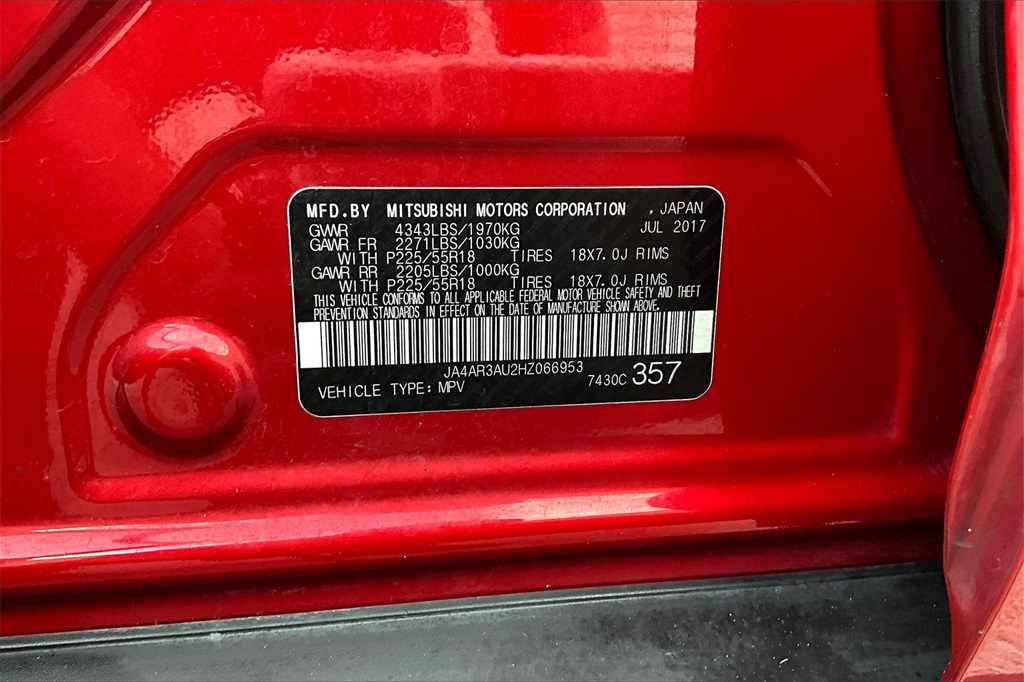 MFD.BY MITSUBISHI MOTORS CORPORATION , JAPAN
GVWR 4343LBS/1970KG JUL 2017
GAWR FR 2271LBS/1030KG
WITH P225/55R18 TIRES 18X7.0J RIMS
GAWR RR 2205LBS/1000KG
WITH P225/55R18 TIRES 18X7.0J RIMS
THIS VEHICLE CONFORMS TO ALL APPLICABLE FEDERAL MOTOR VEHICLE SAFETY AND THEFT
PREVENTION STANDARDS IN EFFECT ON THE DATE OF MANUFACTURE SHOWN ABOVE.
JA4AR3AU2HZ066953
VEHICLE TYPE:MPV 7430C 357